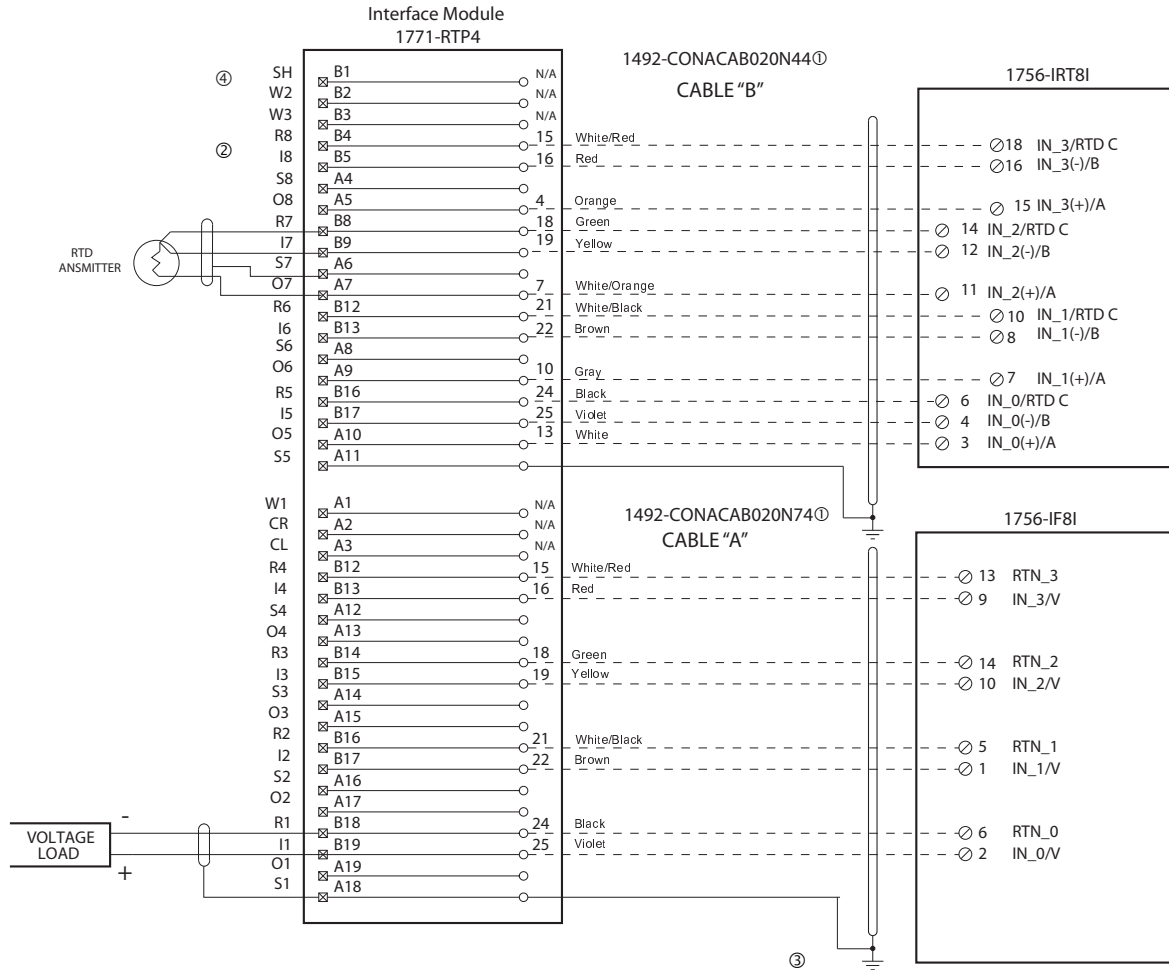 Interface Module
1771-RTP4
1492-CONACAB020N44①
CABLE “B”
1756-IRT8I
④
②
SH B1 N/A
W2 B2 N/A
W3 B3 N/A
R8 B4 15 White/Red 18 IN_3/RTD C
I8 B5 16 Red 16 IN_3(-)/B
S8 A4
O8 A5 4 Orange 15 IN_3(+)/A
R7 B8 18 Green 14 IN_2/RTD C
I7 B9 19 Yellow 12 IN_2(-)/B
RTD
ANSMITTER
S7 A6
O7 A7 7 White/Orange 11 IN_2(+)/A
R6 B12 21 White/Black 10 IN_1/RTD C
I6 B13 22 Brown 8 IN_1(-)/B
S6 A8
O6 A9 10 Gray 7 IN_1(+)/A
R5 B16 24 Black 6 IN_0/RTD C
I5 B17 25 Violet 4 IN_0(-)/B
O5 A10 13 White 3 IN_0(+)/A
S5 A11
1492-CONACAB020N74①
CABLE “A”
1756-IF8I
W1 A1 N/A
CR A2 N/A
CL A3 N/A
R4 B12 15 White/Red 13 RTN_3
I4 B13 16 Red 9 IN_3/V
S4 A12
O4 A13
R3 B14 18 Green 14 RTN_2
I3 B15 19 Yellow 10 IN_2/V
S3 A14
O3 A15
R2 B16 21 White/Black 5 RTN_1
I2 B17 22 Brown 1 IN_1/V
S2 A16
O2 A17
-
VOLTAGE
LOAD
+
R1 B18 24 Black 6 RTN_0
I1 B19 25 Violet 2 IN_0/V
O1 A19
S1 A18
③